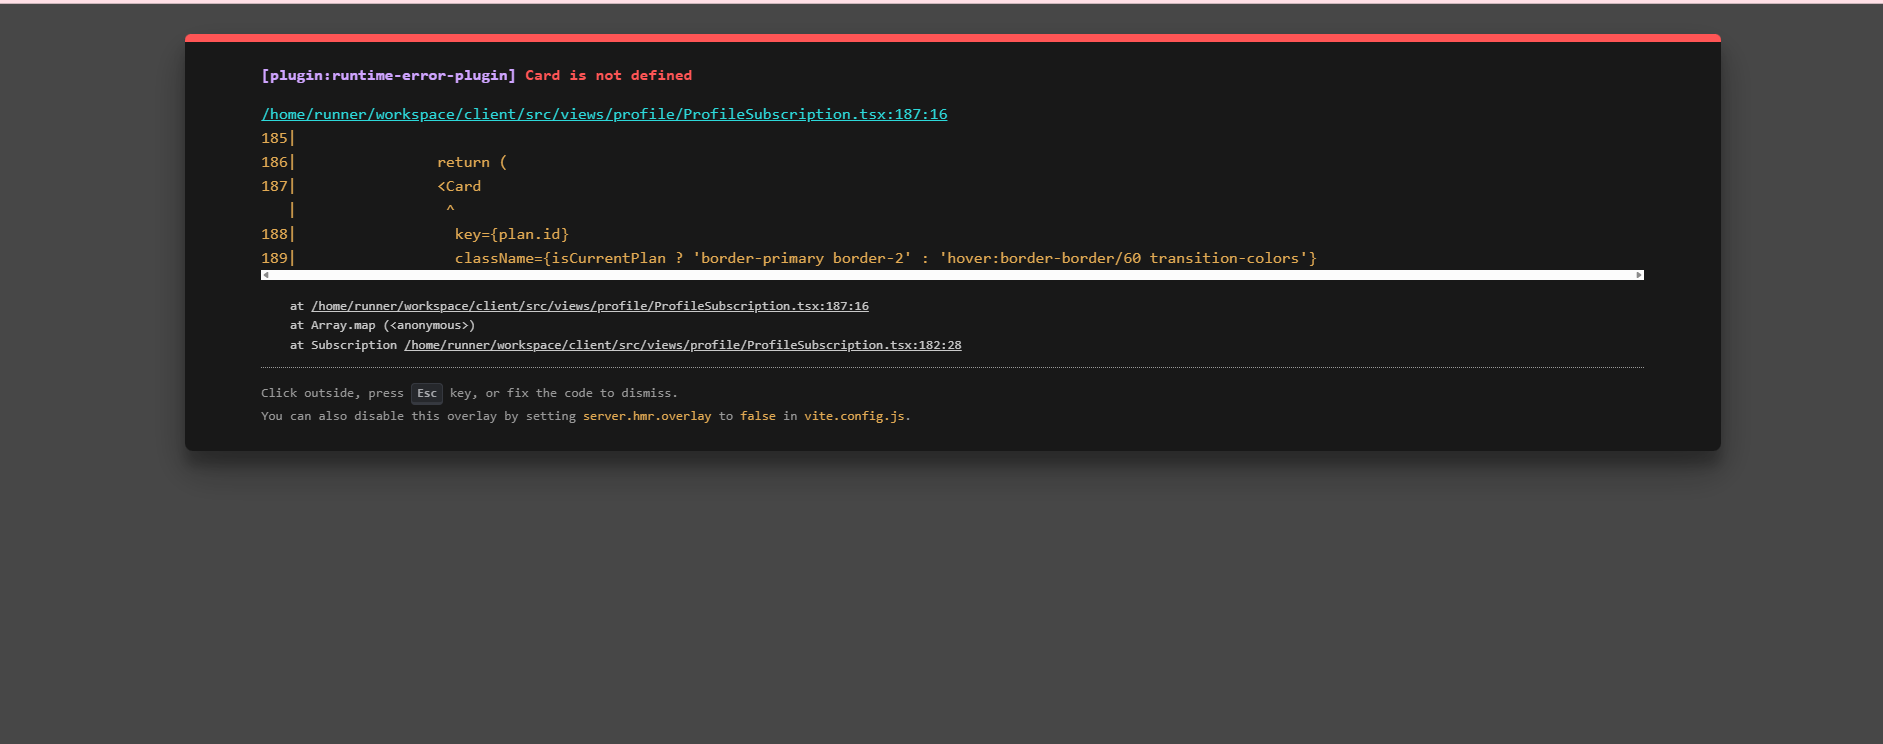 [plugin:runtime-error-plugin] Card is not defined
/home/runner/workspace/client/src/views/profile/ProfileSubscription.tsx:187:16
185|
186|                return (
187|                <Card
   |                 ^
188|                  key={plan.id}
189|                  className={isCurrentPlan ? 'border-primary border-2' : 'hover:border-border/60 transition-colors'}
at /home/runner/workspace/client/src/views/profile/ProfileSubscription.tsx:187:16
at Array.map (<anonymous>)
at Subscription /home/runner/workspace/client/src/views/profile/ProfileSubscription.tsx:182:28
Click outside, press Esc key, or fix the code to dismiss.
You can also disable this overlay by setting server.hmr.overlay to false in vite.config.js.